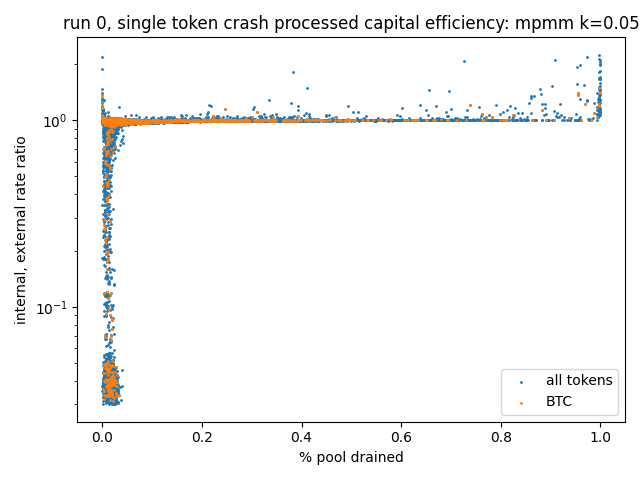 run 0, single token crash processed capital efficiency: mpmm k=0.05
internal, external rate ratio
10⁰
10⁻¹
0.0 0.2 0.4 0.6 0.8 1.0
% pool drained
all tokens
BTC